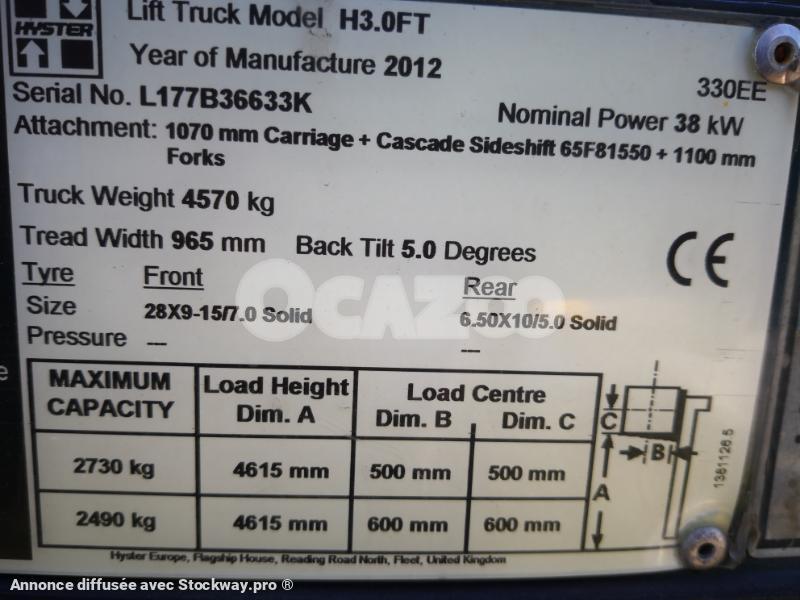 HYSTER
Lift Truck Model H3.0FT
Year of Manufacture 2012
330EE
Serial No. L177B36633K
Nominal Power 38 kW
Attachment: 1070 mm Carriage + Cascade Sideshift 65F81550 + 1100 mm
Forks
Truck Weight 4570 kg
Tread Width 965 mm Back Tilt 5.0 Degrees
CE
Tyre Front Rear
Size 28X9-15/7.0 Solid 6.50X10/5.0 Solid
Pressure --- ---
OCAZOO
MAXIMUM CAPACITY Load Height Dim. A Load Centre Dim. B Dim. C
2730 kg 4615 mm 500 mm 500 mm
2490 kg 4615 mm 600 mm 600 mm
C
B
A
1381126.5
Hyster Europe, Flagship House, Reading Road North, Fleet, United Kingdom
e
Annonce diffusée avec Stockway.pro ®